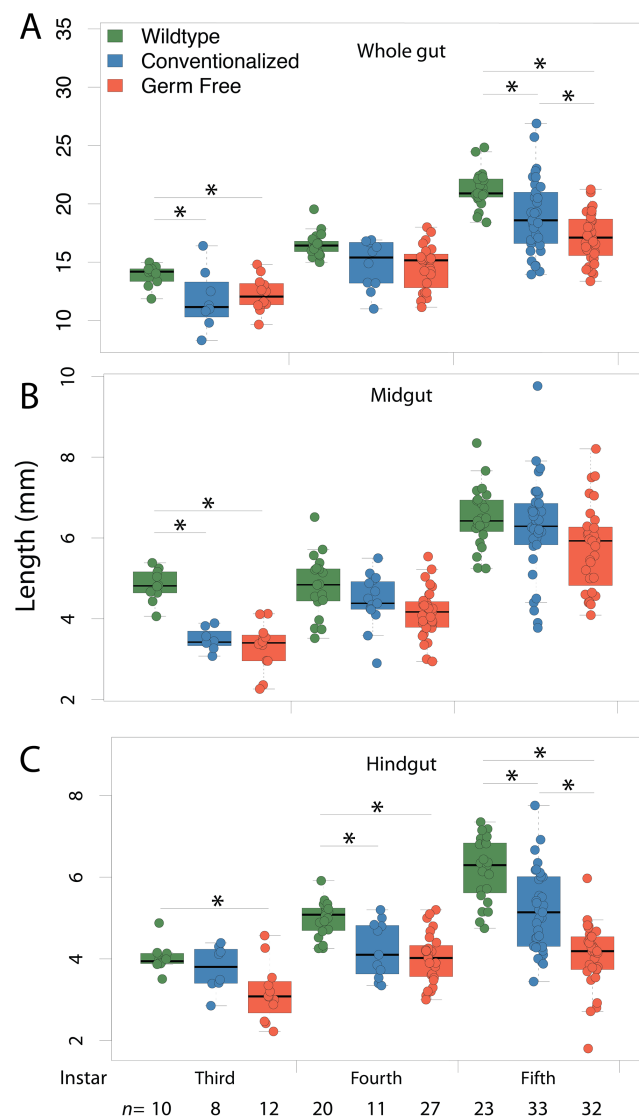 A
Wildtype
Conventionalized
Germ Free
Whole gut
35
30
25
20
15
10
*
*
*
*
*
B
Midgut
10
8
6
4
2
*
*
Length (mm)
C
Hindgut
8
6
4
2
*
*
*
*
*
*
Instar Third Fourth Fifth
n= 10 8 12 20 11 27 23 33 32